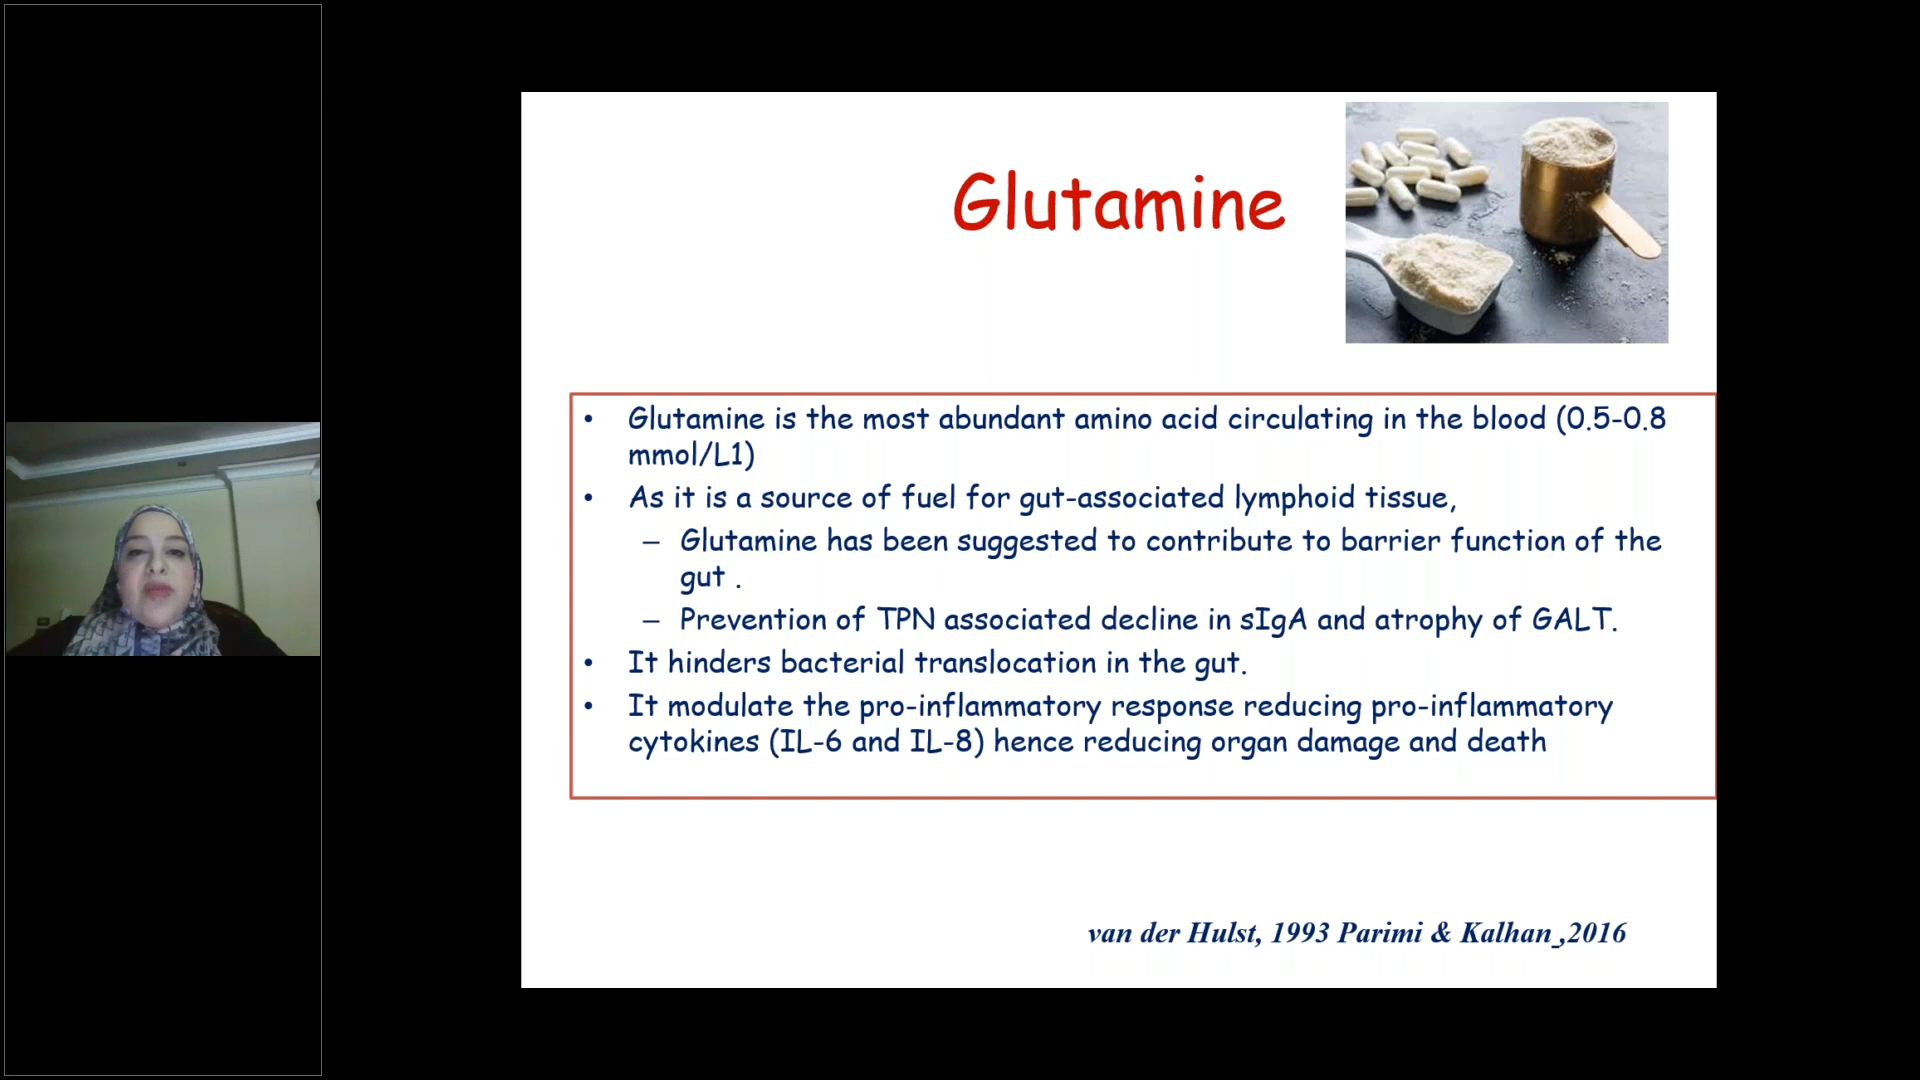 Glutamine
• Glutamine is the most abundant amino acid circulating in the blood (0.5-0.8
mmol/L1)
• As it is a source of fuel for gut-associated lymphoid tissue,
– Glutamine has been suggested to contribute to barrier function of the
gut .
– Prevention of TPN associated decline in sIgA and atrophy of GALT.
• It hinders bacterial translocation in the gut.
• It modulate the pro-inflammatory response reducing pro-inflammatory
cytokines (IL-6 and IL-8) hence reducing organ damage and death
van der Hulst, 1993 Parimi & Kalhan ,2016